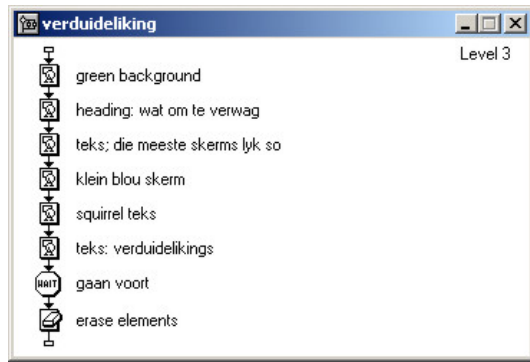 verduideliking
Level 3
green background
heading: wat om te verwag
teks; die meeste skerms lyk so
klein blou skerm
squirrel teks
teks: verduidelikings
WAIT gaan voort
erase elements